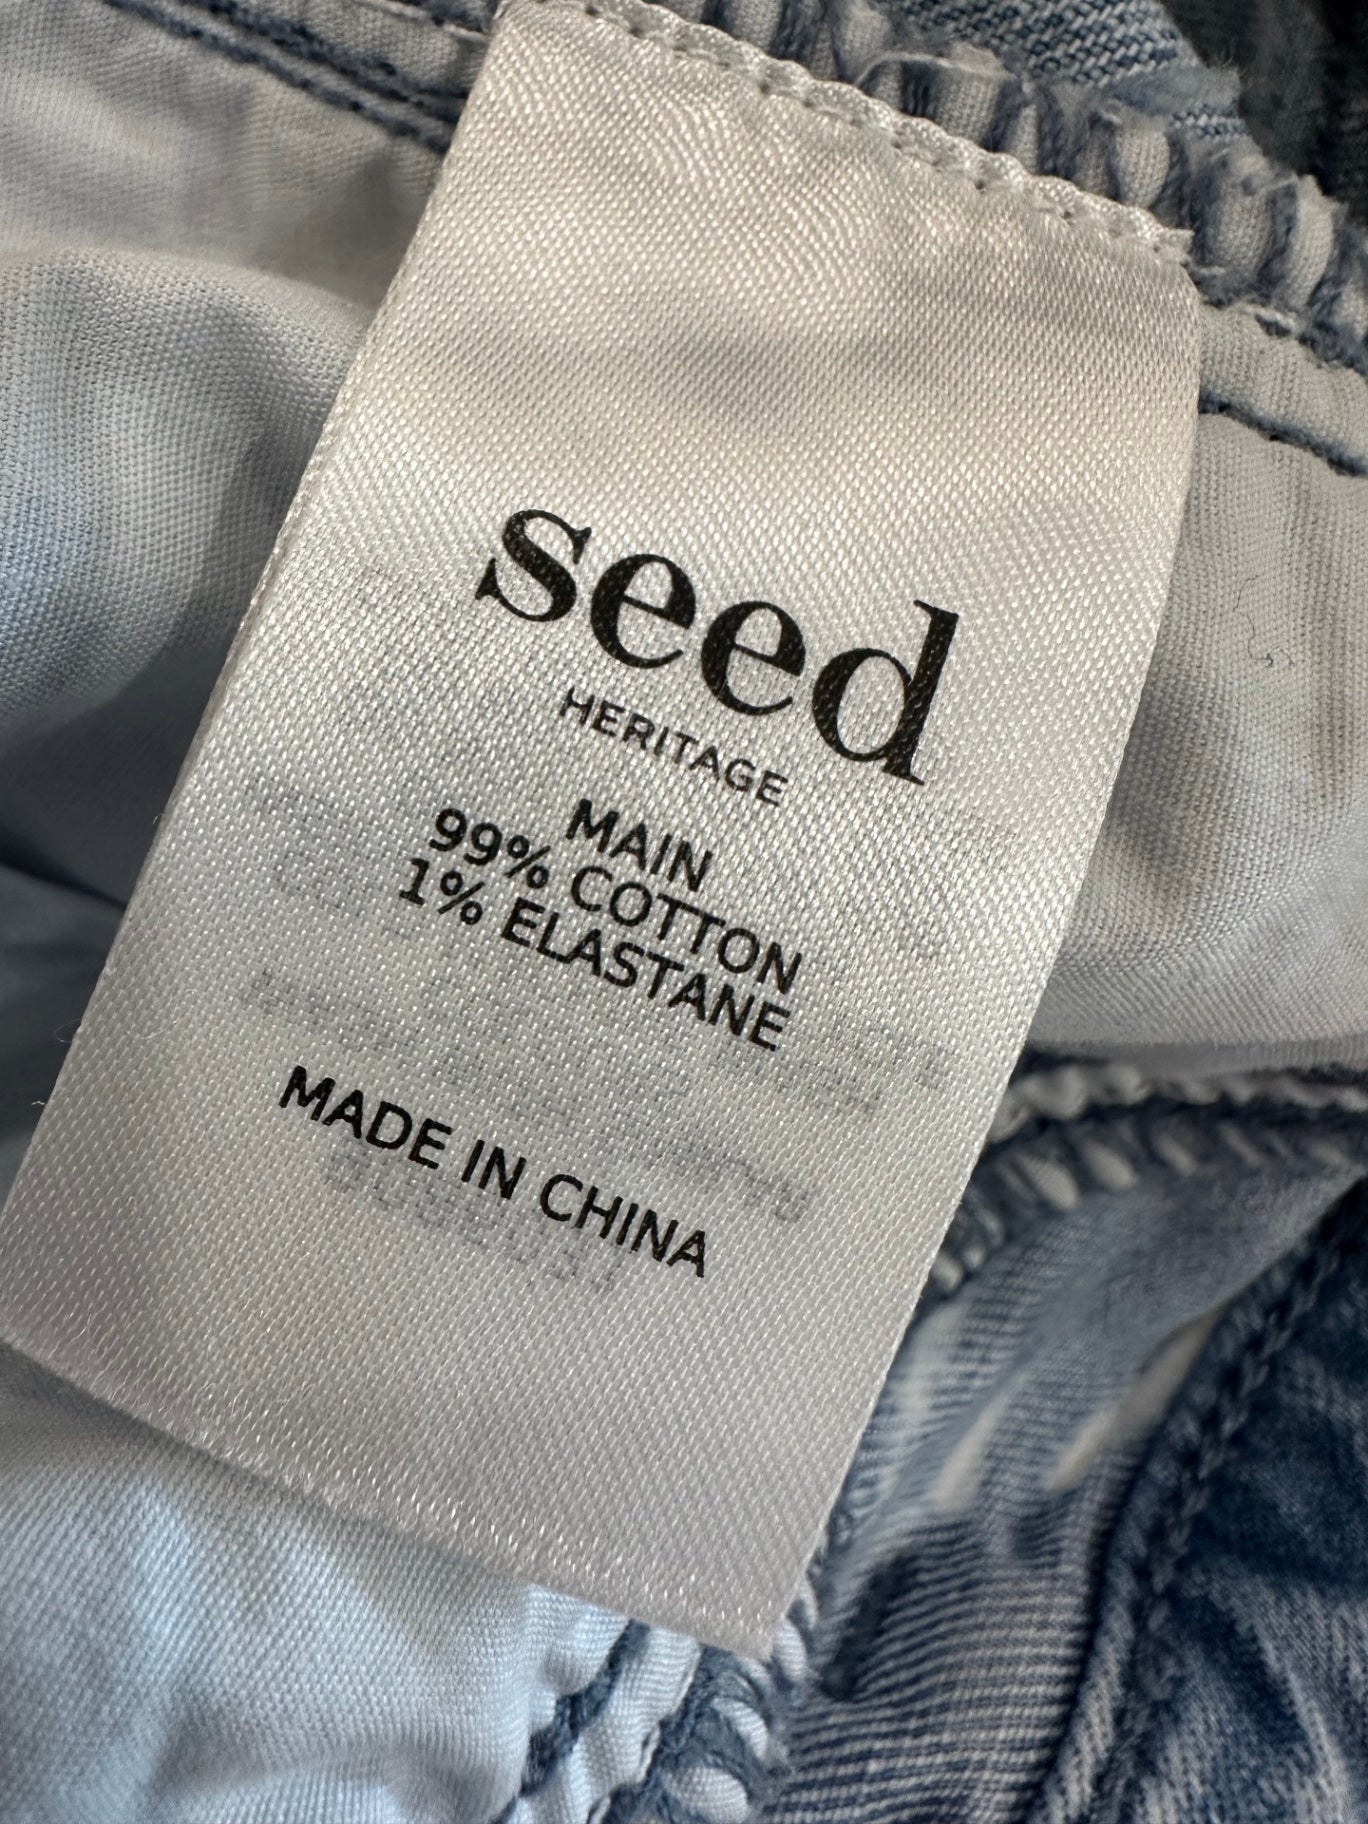 seed
HERITAGE
MAIN
99% COTTON
1% ELASTANE
MADE IN CHINA